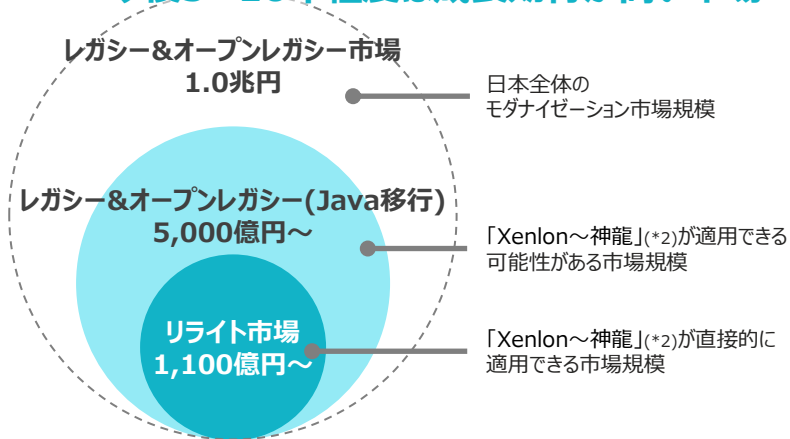 レガシー&オープンレガシー市場
1.0兆円
日本全体の
モダナイゼーション市場規模
レガシー&オープンレガシー(Java移行)
5,000億円～
「Xenlon～神龍」(*2)が適用できる
可能性がある市場規模
リライト市場
1,100億円～
「Xenlon～神龍」(*2)が直接的に
適用できる市場規模